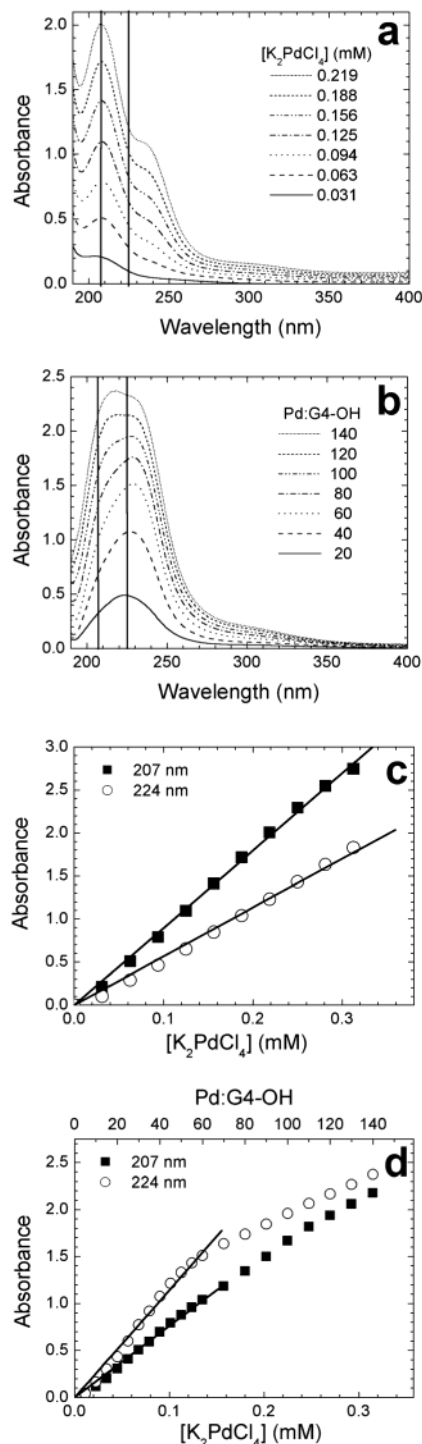 a
[K₂PdCl₄] (mM)
0.219
0.188
0.156
0.125
0.094
0.063
0.031
2.0
1.5
1.0
0.5
0.0
Absorbance
200 250 300 350 400
Wavelength (nm)
b
Pd:G4-OH
140
120
100
80
60
40
20
2.5
2.0
1.5
1.0
0.5
0.0
Absorbance
200 250 300 350 400
Wavelength (nm)
c
207 nm
224 nm
3.0
2.5
2.0
1.5
1.0
0.5
0.0
Absorbance
0.0 0.1 0.2 0.3
[K₂PdCl₄] (mM)
Pd:G4-OH
0 20 40 60 80 100 120 140
d
207 nm
224 nm
2.5
2.0
1.5
1.0
0.5
0.0
Absorbance
0.0 0.1 0.2 0.3
[K₂PdCl₄] (mM)